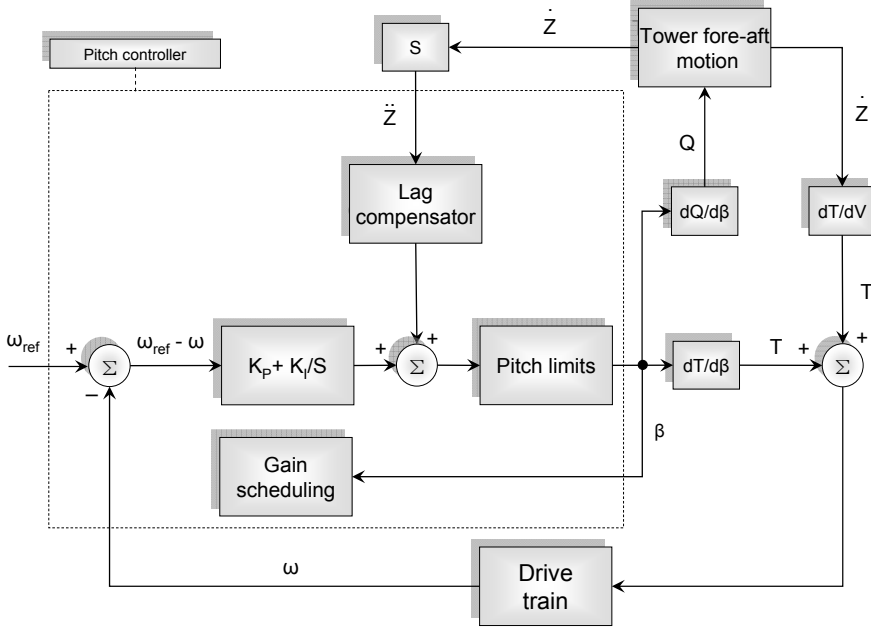 Ż
Pitch controller
S
Tower fore-aft
motion
Z̈
Ż
Q
Lag
compensator
dQ/dβ
dT/dV
T
ω_ref
+
Σ
−
ω_ref - ω
K_P+ K_I/S
+
+
Σ
Pitch limits
dT/dβ
T
+
+
Σ
β
Gain
scheduling
ω
Drive
train